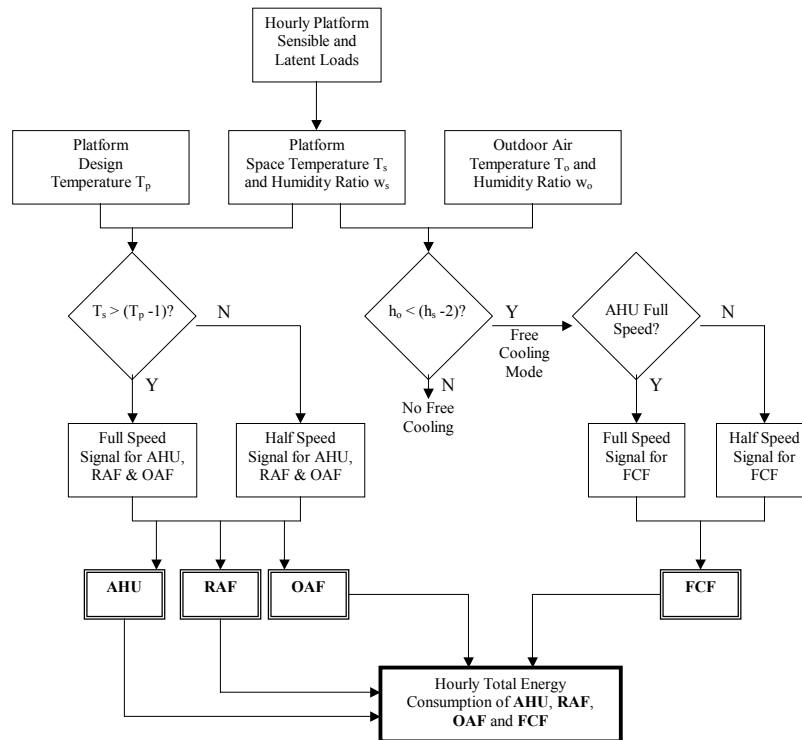 Hourly Platform
Sensible and
Latent Loads
Platform
Design
Temperature Tp
Platform
Space Temperature Ts
and Humidity Ratio ws
Outdoor Air
Temperature To and
Humidity Ratio wo
Ts > (Tp -1)?
N
Y
ho < (hs -2)?
Y
Free
Cooling
Mode
N
No Free
Cooling
AHU Full
Speed?
N
Y
Full Speed
Signal for AHU,
RAF & OAF
Half Speed
Signal for AHU,
RAF & OAF
Full Speed
Signal for
FCF
Half Speed
Signal for
FCF
AHU
RAF
OAF
FCF
Hourly Total Energy
Consumption of AHU, RAF,
OAF and FCF